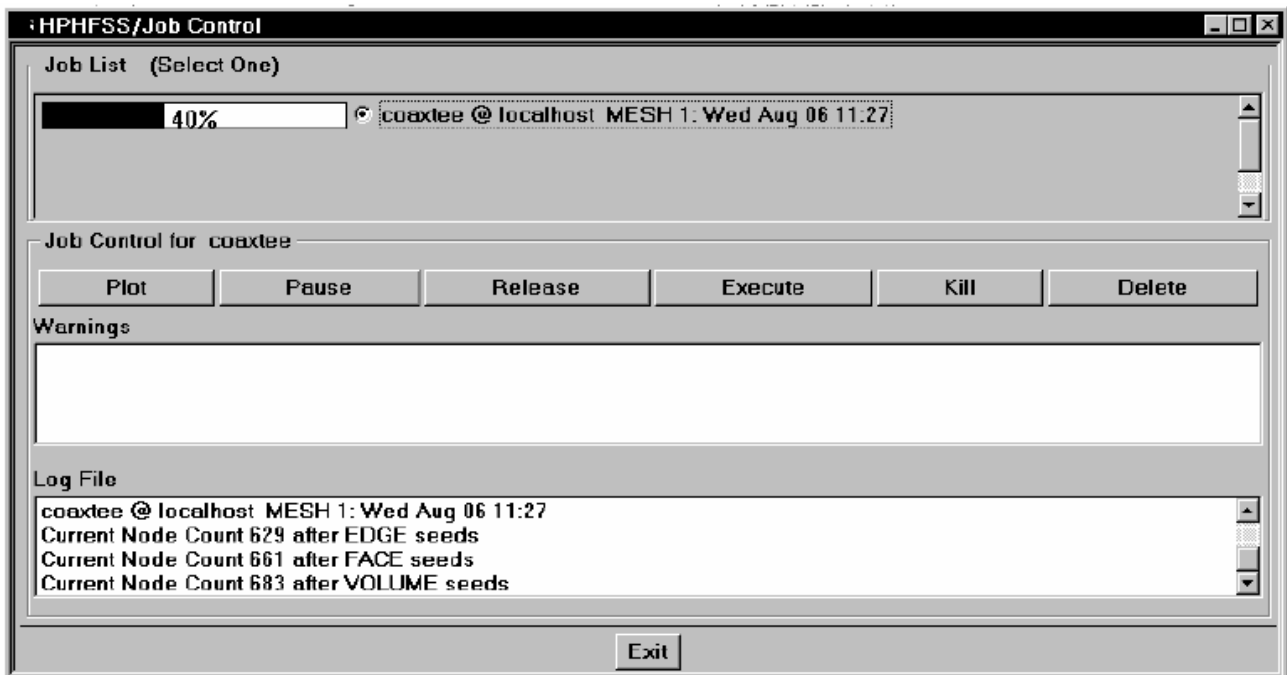 HPHFSS/Job Control
Job List (Select One)
40% coaxtee @ localhost MESH 1: Wed Aug 06 11:27
Job Control for coaxtee
Plot Pause Release Execute Kill Delete
Warnings
Log File
coaxtee @ localhost MESH 1: Wed Aug 06 11:27
Current Node Count 629 after EDGE seeds
Current Node Count 661 after FACE seeds
Current Node Count 683 after VOLUME seeds
Exit